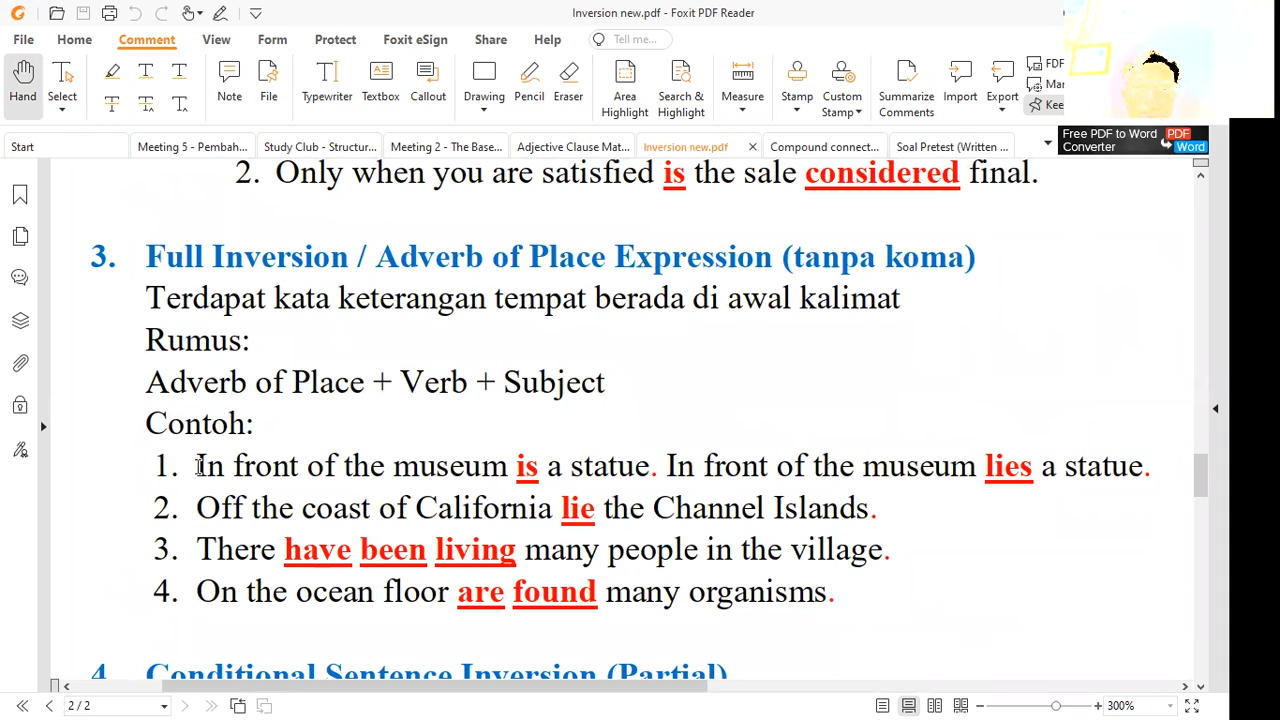 Inversion new.pdf - Foxit PDF Reader
File Home Comment View Form Protect Foxit eSign Share Help Tell me...
Hand Select Note File Typewriter Textbox Callout Drawing Pencil Eraser Area Highlight Search & Highlight Measure Stamp Custom Stamp Summarize Comments Import Export FDF Kee
Start Meeting 5 - Pembah... Study Club - Structur... Meeting 2 - The Base... Adjective Clause Mat... Inversion new.pdf Compound connect... Soal Pretest (Written ... Free PDF to Word Converter PDF Word
2. Only when you are satisfied is the sale considered final.
3. Full Inversion / Adverb of Place Expression (tanpa koma)
Terdapat kata keterangan tempat berada di awal kalimat
Rumus:
Adverb of Place + Verb + Subject
Contoh:
1. In front of the museum is a statue. In front of the museum lies a statue.
2. Off the coast of California lie the Channel Islands.
3. There have been living many people in the village.
4. On the ocean floor are found many organisms.
4. Conditional Sentence Inversion (Partial)
2 / 2 300%